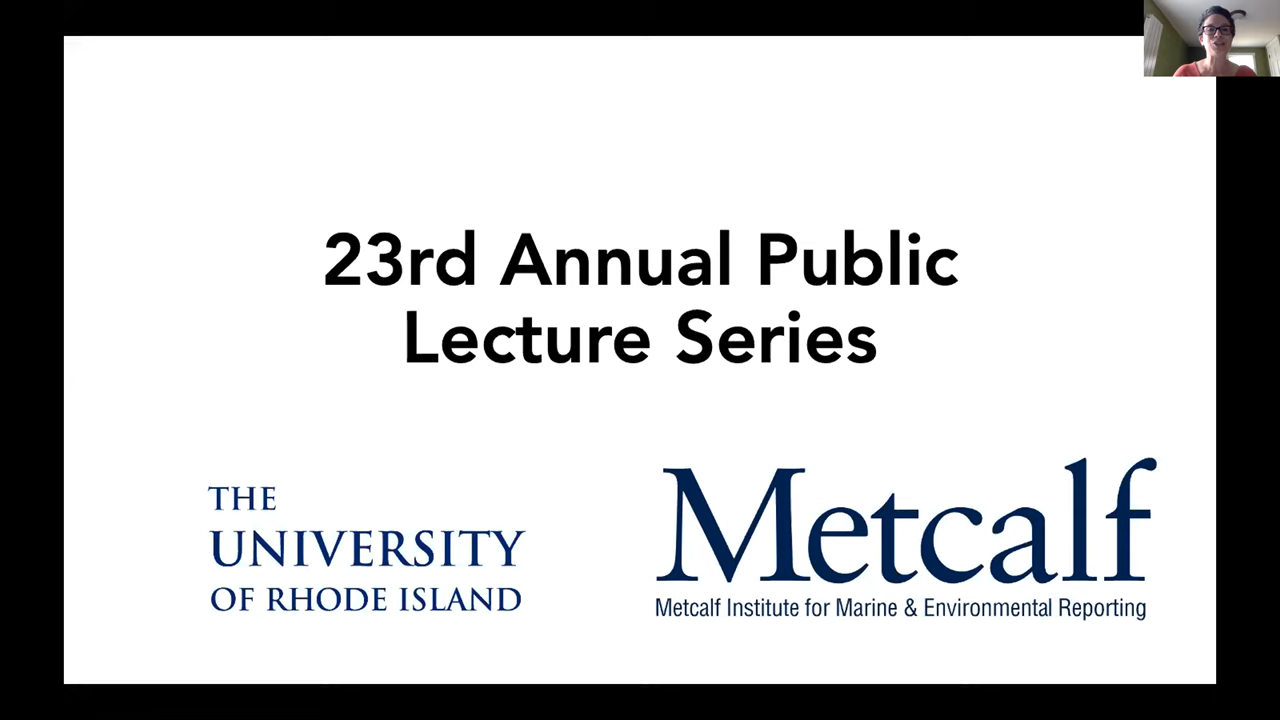 23rd Annual Public
Lecture Series
THE
UNIVERSITY
OF RHODE ISLAND
Metcalf
Metcalf Institute for Marine & Environmental Reporting